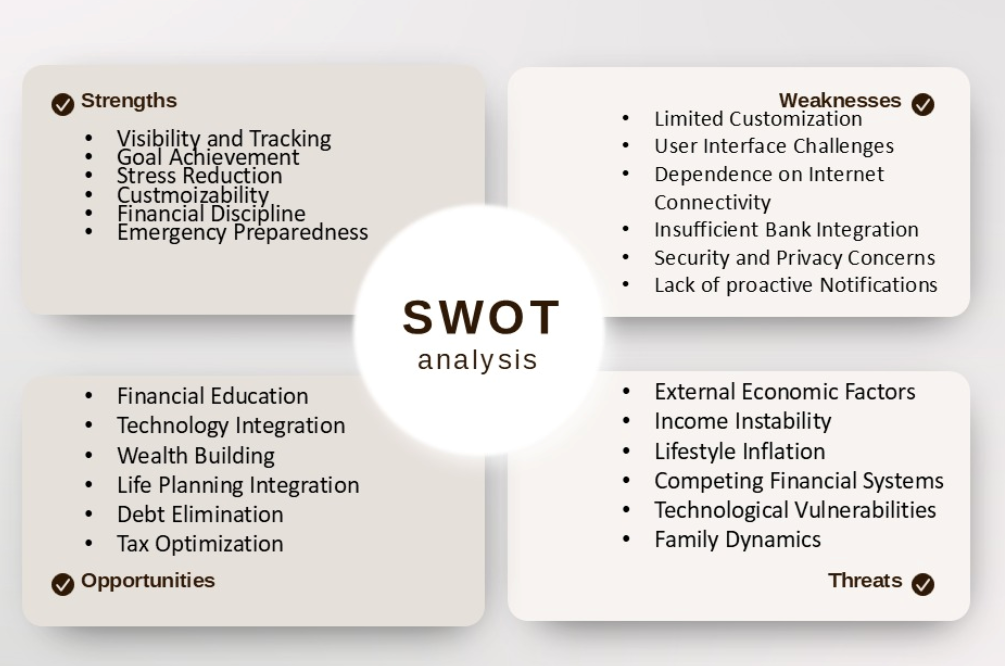 Strengths
• Visibility and Tracking
• Goal Achievement
• Stress Reduction
• Custmoizability
• Financial Discipline
• Emergency Preparedness
Weaknesses
• Limited Customization
• User Interface Challenges
• Dependence on Internet
Connectivity
• Insufficient Bank Integration
• Security and Privacy Concerns
• Lack of proactive Notifications
SWOT
analysis
• Financial Education
• Technology Integration
• Wealth Building
• Life Planning Integration
• Debt Elimination
• Tax Optimization
Opportunities
• External Economic Factors
• Income Instability
• Lifestyle Inflation
• Competing Financial Systems
• Technological Vulnerabilities
• Family Dynamics
Threats